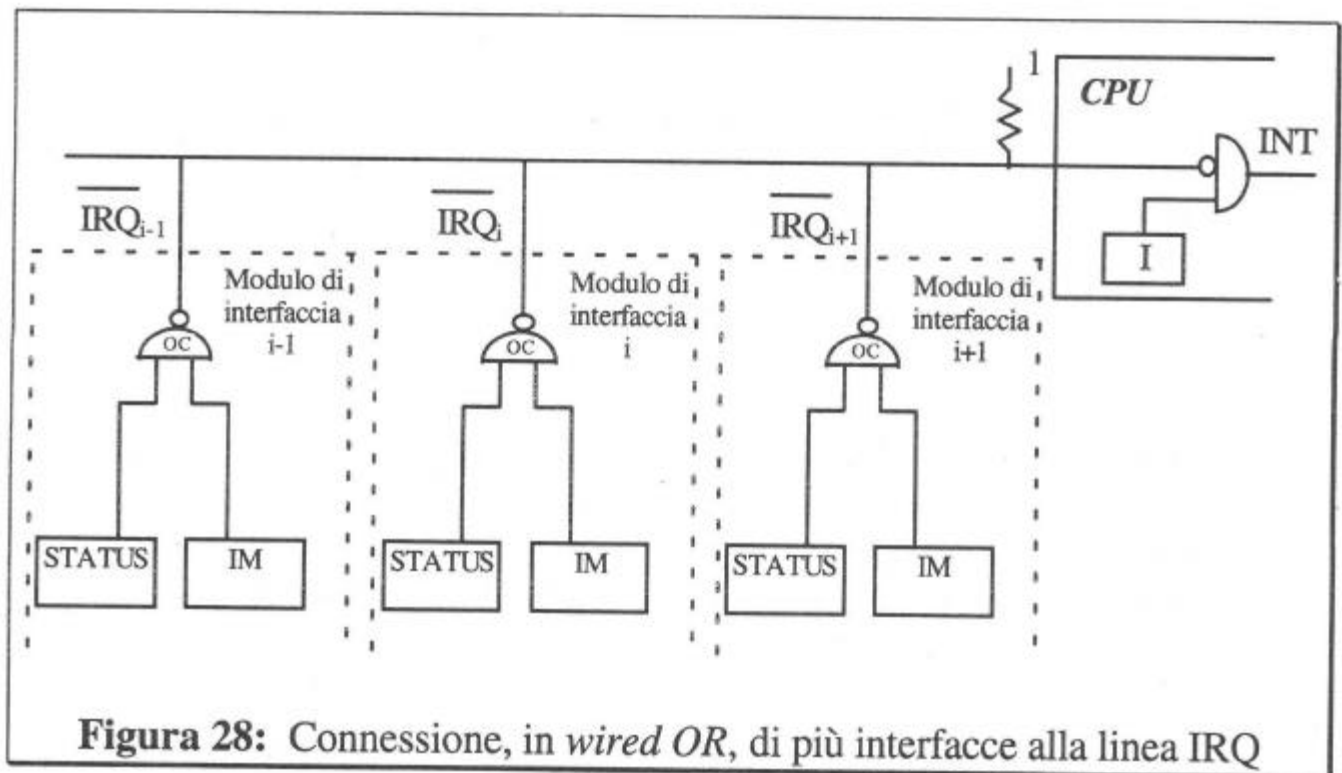 1
CPU
INT
I
IRQi-1
IRQi
IRQi+1
Modulo di
interfaccia
i-1
Modulo di
interfaccia
i
Modulo di
interfaccia
i+1
OC
OC
OC
STATUS
IM
STATUS
IM
STATUS
IM
Figura 28: Connessione, in wired OR, di più interfacce alla linea IRQ